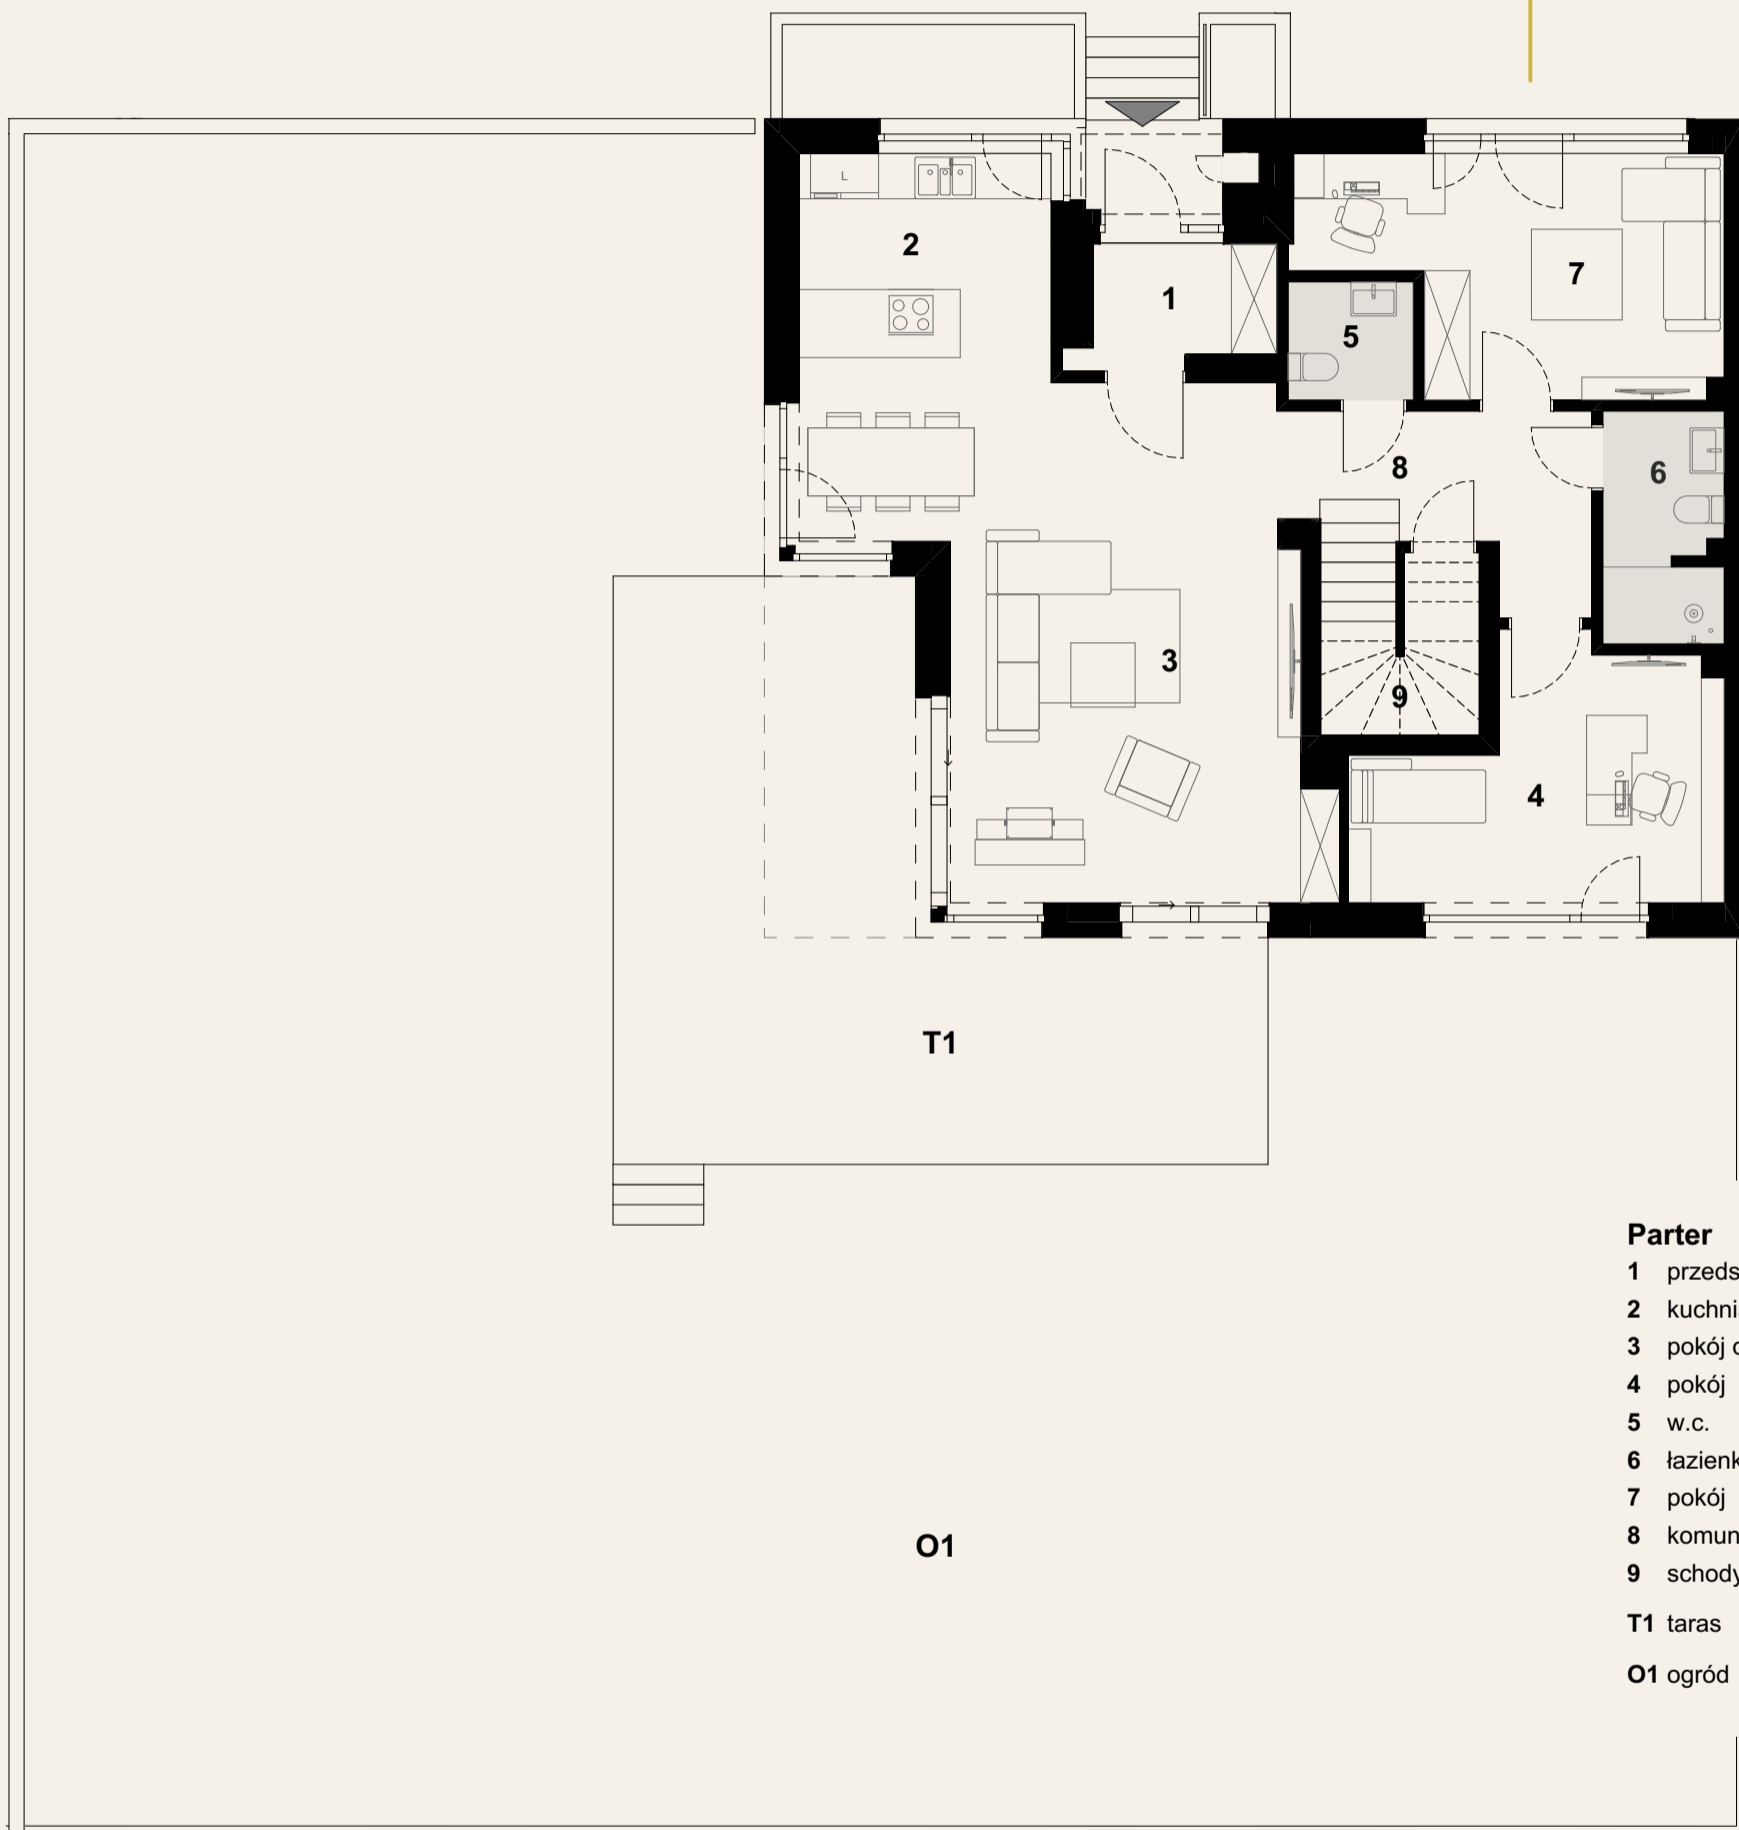 L
2
1
7
5
8
6
3
9
4
T1
O1
Parter
1 przeds
2 kuchni
3 pokój
4 pokój
5 w.c.
6 łazienk
7 pokój
8 komun
9 schody
T1 taras
O1 ogród